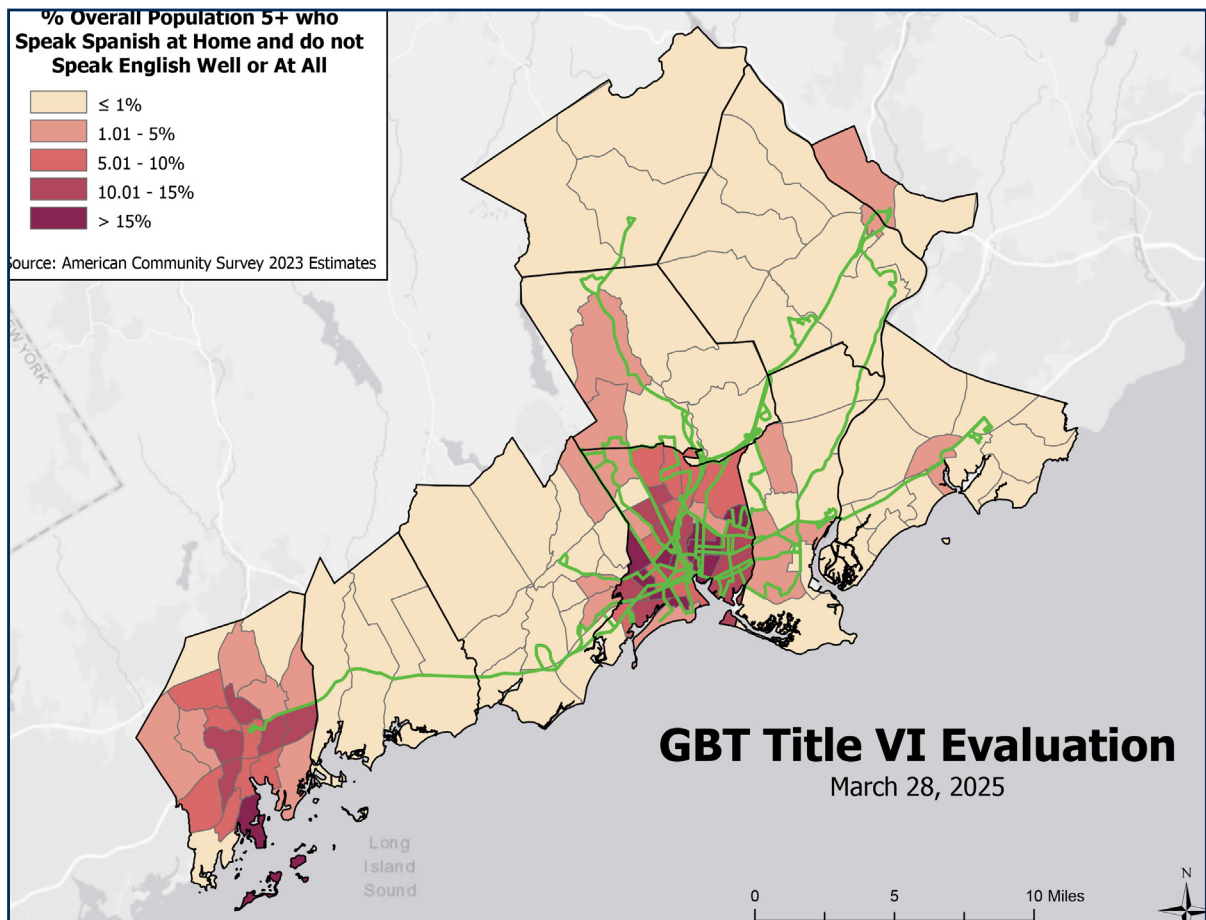 % Overall Population 5+ who
Speak Spanish at Home and do not
Speak English Well or At All
≤ 1%
1.01 - 5%
5.01 - 10%
10.01 - 15%
> 15%
Source: American Community Survey 2023 Estimates
NEW YORK
GBT Title VI Evaluation
March 28, 2025
Long
Island
Sound
N
0 5 10 Miles